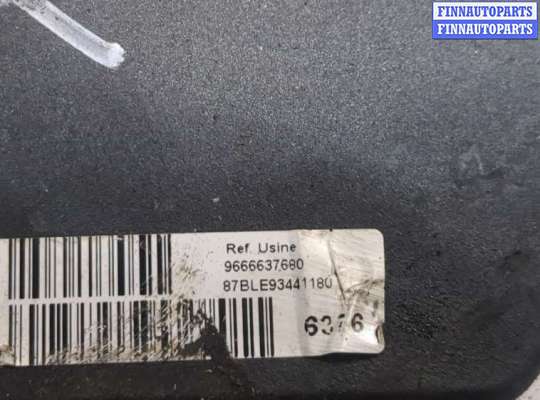 FINNAUTOPARTS
FINNAUTOPARTS
Ref. Usine
9666637680
87BLE93441180
6376